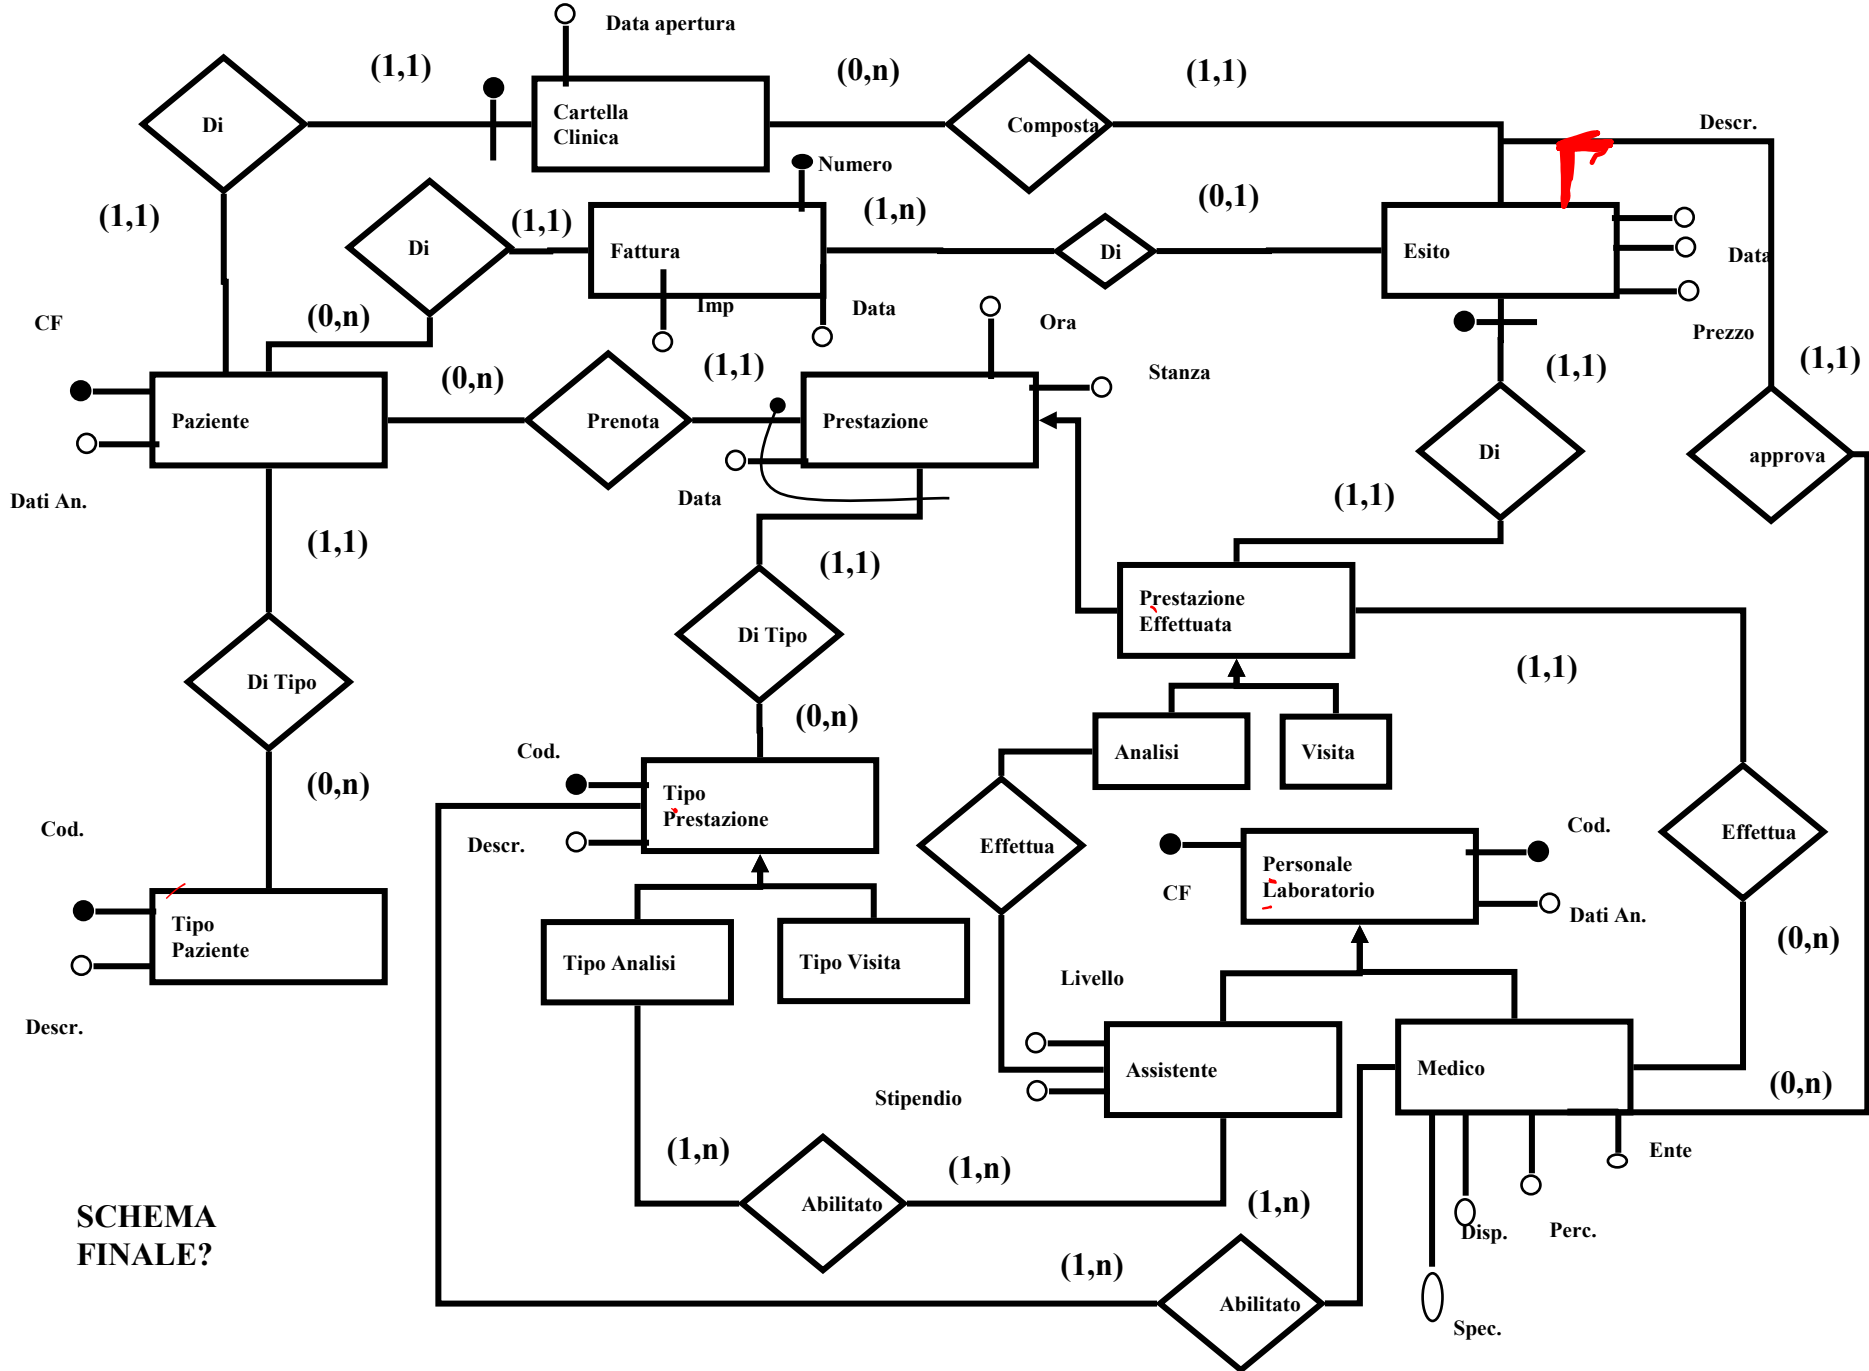 Data apertura
(1,1)
(0,n)
(1,1)
Cartella
Clinica
Di
Composta
Descr.
Numero
(1,1)
(1,1)
(1,n)
(0,1)
Di
Fattura
Di
Esito
Data
Imp
Data
CF
(0,n)
Ora
Prezzo
(0,n)
(1,1)
Stanza
(1,1)
(1,1)
Paziente
Prenota
Prestazione
Di
approva
Dati An.
Data
(1,1)
(1,1)
(1,1)
Prestazione
Effettuata
Di Tipo
Di Tipo
(1,1)
(0,n)
Cod.
Analisi
Visita
(0,n)
Tipo
Prestazione
Cod.
Descr.
Effettua
Cod.
Effettua
Personale
Laboratorio
CF
Dati An.
Tipo
Paziente
Tipo Analisi
Tipo Visita
(0,n)
Livello
Descr.
Assistente
Medico
Stipendio
(0,n)
(1,n)
(1,n)
Ente
Abilitato
(1,n)
SCHEMA
FINALE?
Disp.
Perc.
(1,n)
Abilitato
Spec.